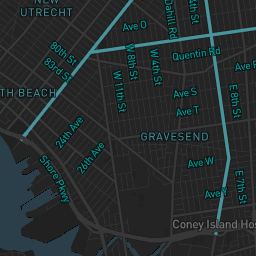 NEW
UTRECHT
Ave O
Dahill Rd
4th St
80th St
83rd St
W 8th St
W 4th St
Quentin Rd
Ave P
TH BEACH
W 11th St
Ave S
Ave T
E 8th St
24th Ave
26th Ave
GRAVESEND
Shore Pkwy
Ave W
E 7th St
Ave Y
Coney Island Hos